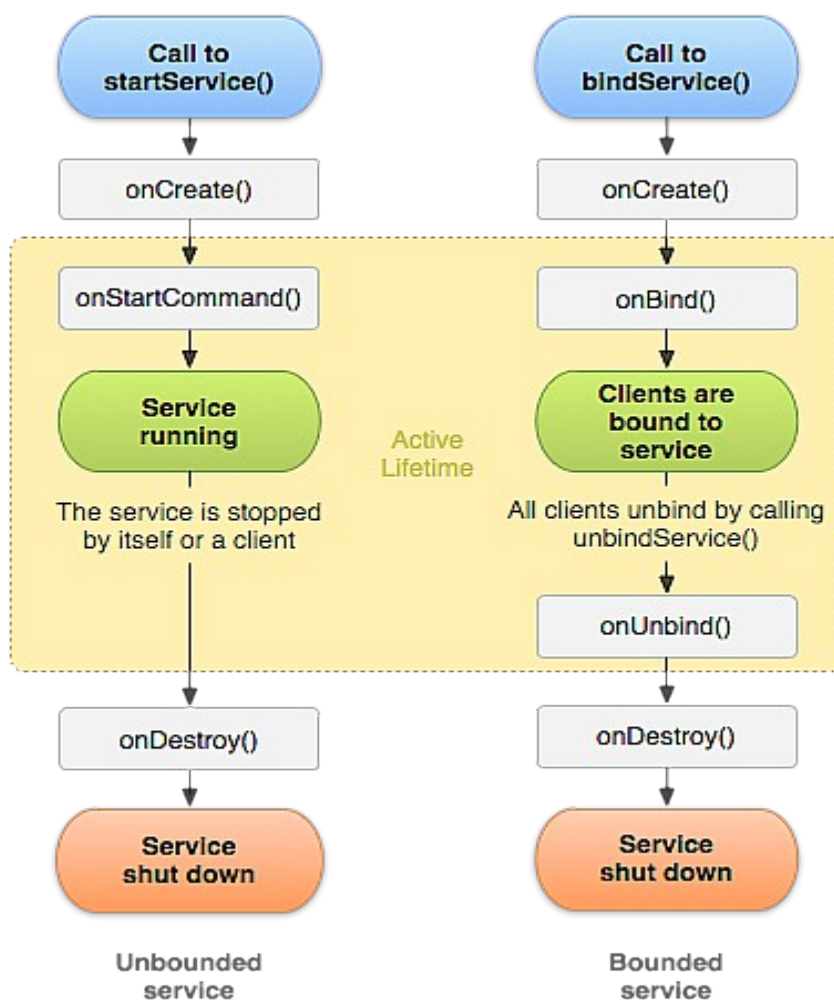 Call to
startService()
Call to
bindService()
onCreate()
onCreate()
onStartCommand()
onBind()
Service
running
Clients are
bound to
service
Active
Lifetime
The service is stopped
by itself or a client
All clients unbind by calling
unbindService()
onUnbind()
onDestroy()
onDestroy()
Service
shut down
Service
shut down
Unbounded
service
Bounded
service